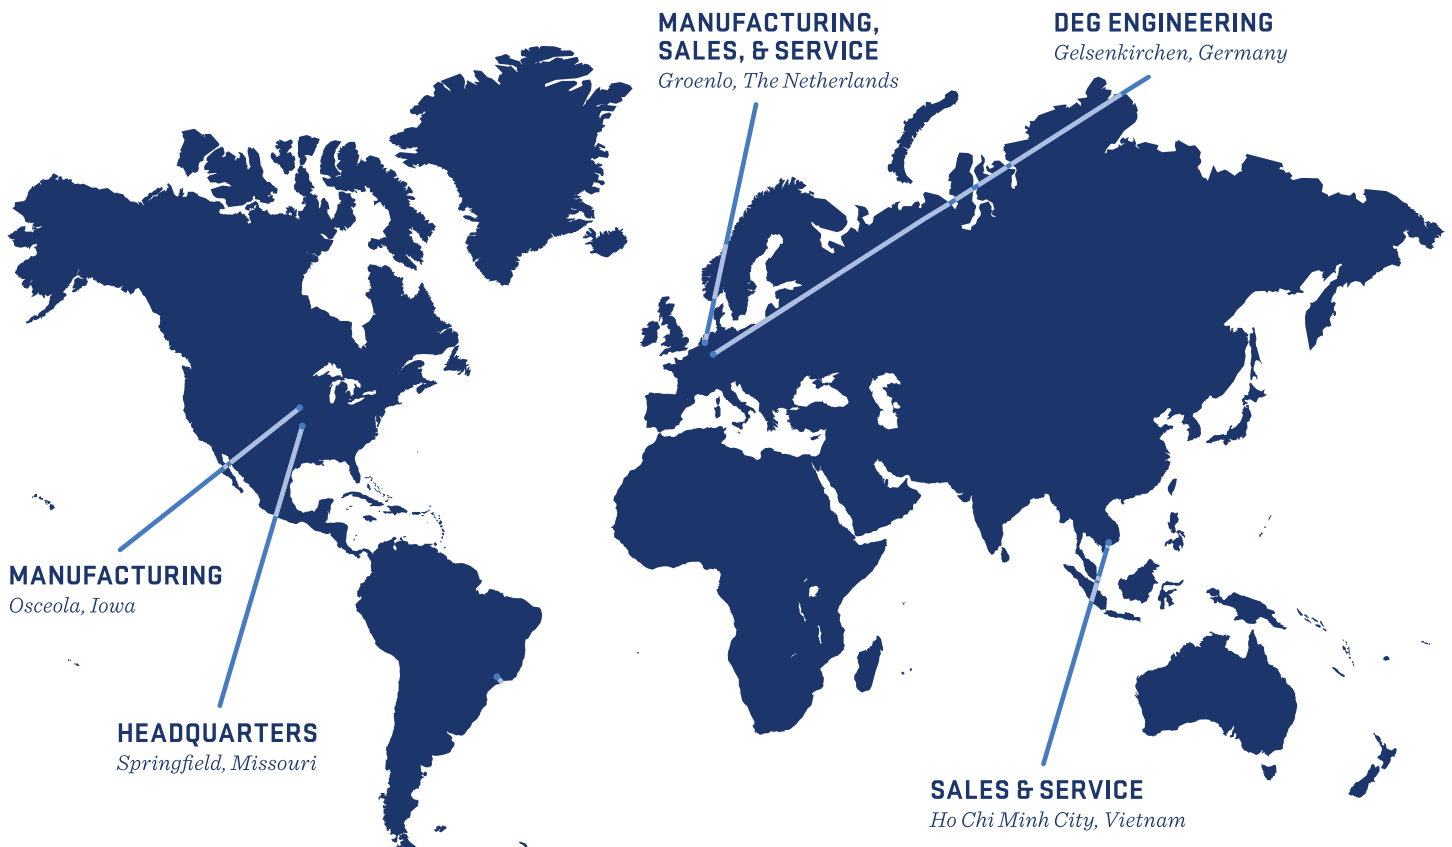 MANUFACTURING,
SALES, & SERVICE
Groenlo, The Netherlands
DEG ENGINEERING
Gelsenkirchen, Germany
MANUFACTURING
Osceola, Iowa
HEADQUARTERS
Springfield, Missouri
SALES & SERVICE
Ho Chi Minh City, Vietnam